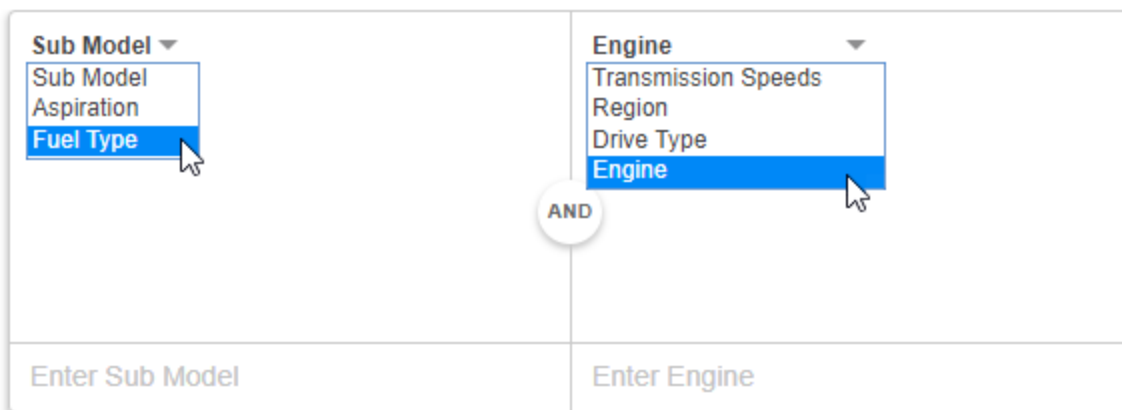 Sub Model
Sub Model
Aspiration
Fuel Type
Engine
Transmission Speeds
Region
Drive Type
Engine
AND
Enter Sub Model
Enter Engine